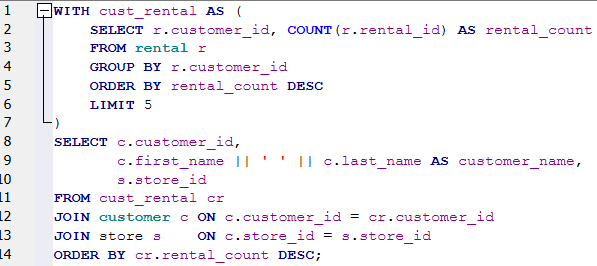 1 WITH cust_rental AS (
2     SELECT r.customer_id, COUNT(r.rental_id) AS rental_count
3     FROM rental r
4     GROUP BY r.customer_id
5     ORDER BY rental_count DESC
6     LIMIT 5
7 )
8 SELECT c.customer_id,
9        c.first_name || ' ' || c.last_name AS customer_name,
10        s.store_id
11 FROM cust_rental cr
12 JOIN customer c ON c.customer_id = cr.customer_id
13 JOIN store s    ON c.store_id = s.store_id
14 ORDER BY cr.rental_count DESC;